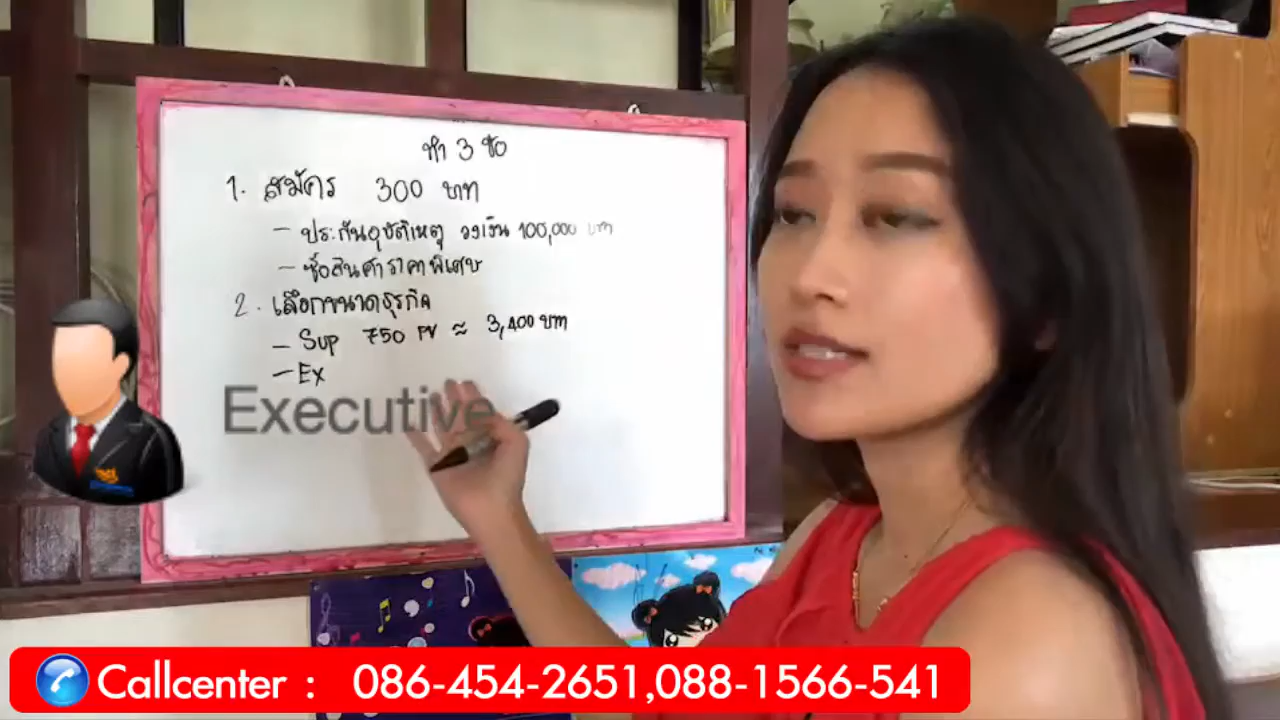 ทำ 3 ข้อ
1. สมัคร 300 บาท
- ประกันอุบัติเหตุ วงเงิน 100,000 บาท
- ซื้อสินค้าราคาพิเศษ
2. เลือกขนาดธุรกิจ
- Sup 750 PV ≈ 3,400 บาท
- Ex
Executive
Callcenter : 086-454-2651,088-1566-541